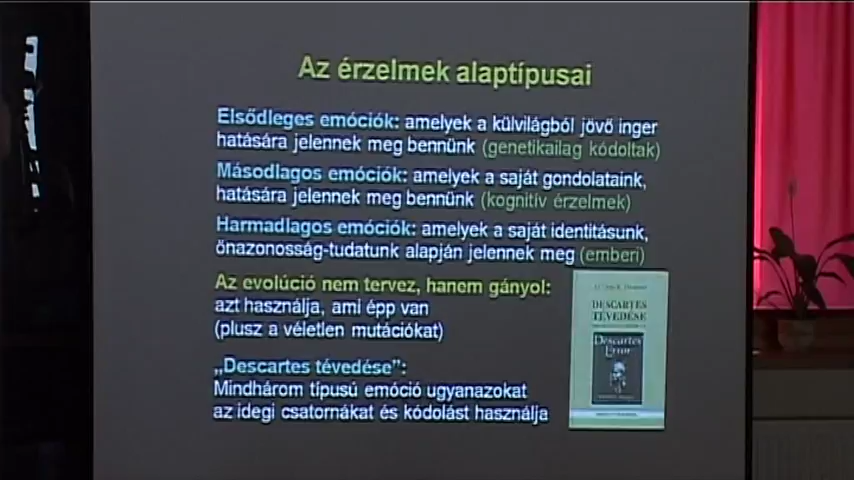 Az érzelmek alaptípusai
Elsődleges emóciók: amelyek a külvilágból jövő inger
hatására jelennek meg bennünk (genetikailag kódoltak)
Másodlagos emóciók: amelyek a saját gondolataink,
hatására jelennek meg bennünk (kognitív érzelmek)
Harmadlagos emóciók: amelyek a saját identitásunk,
önazonosság-tudatunk alapján jelennek meg (emberi)
Az evolúció nem tervez, hanem gányol:
azt használja, ami épp van
(plusz a véletlen mutációkat)
„Descartes tévedése”:
Mindhárom típusú emóció ugyanazokat
az idegi csatornákat és kódolást használja
DESCARTES
TÉVEDÉSE
Descartes
Error